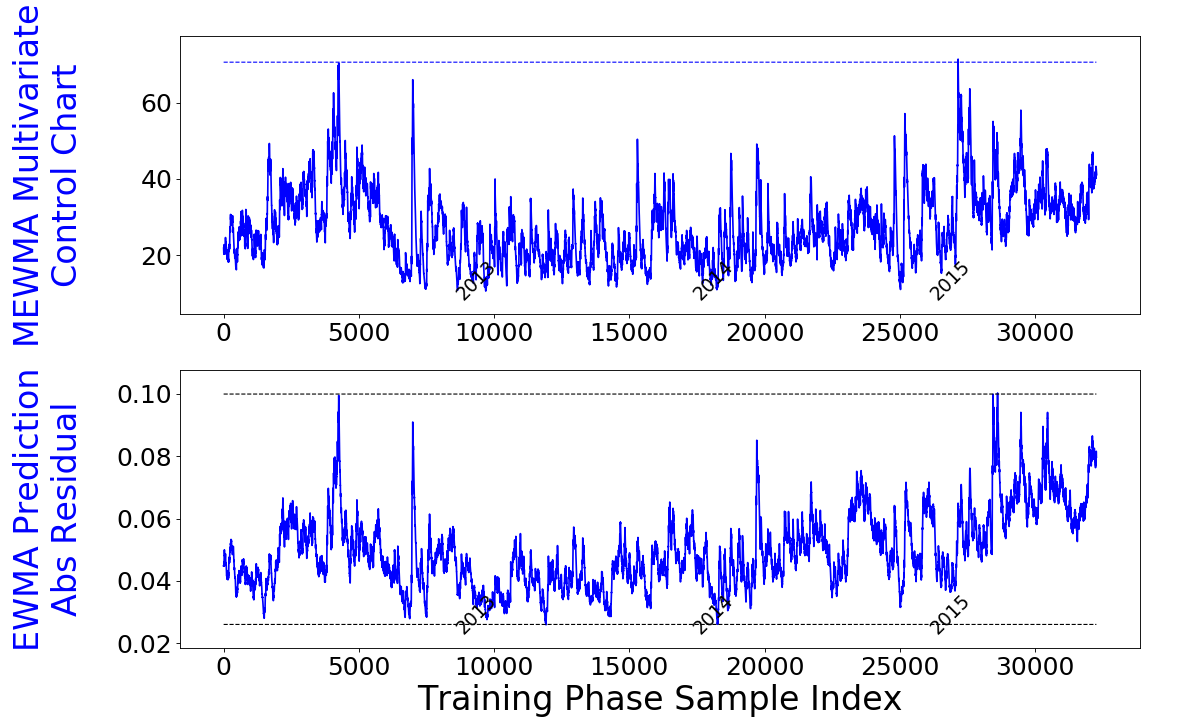 MEWMA Multivariate
Control Chart
60
40
20
2013
2014
2015
0 5000 10000 15000 20000 25000 30000
EWMA Prediction
Abs Residual
0.10
0.08
0.06
0.04
0.02
2013
2014
2015
0 5000 10000 15000 20000 25000 30000
Training Phase Sample Index